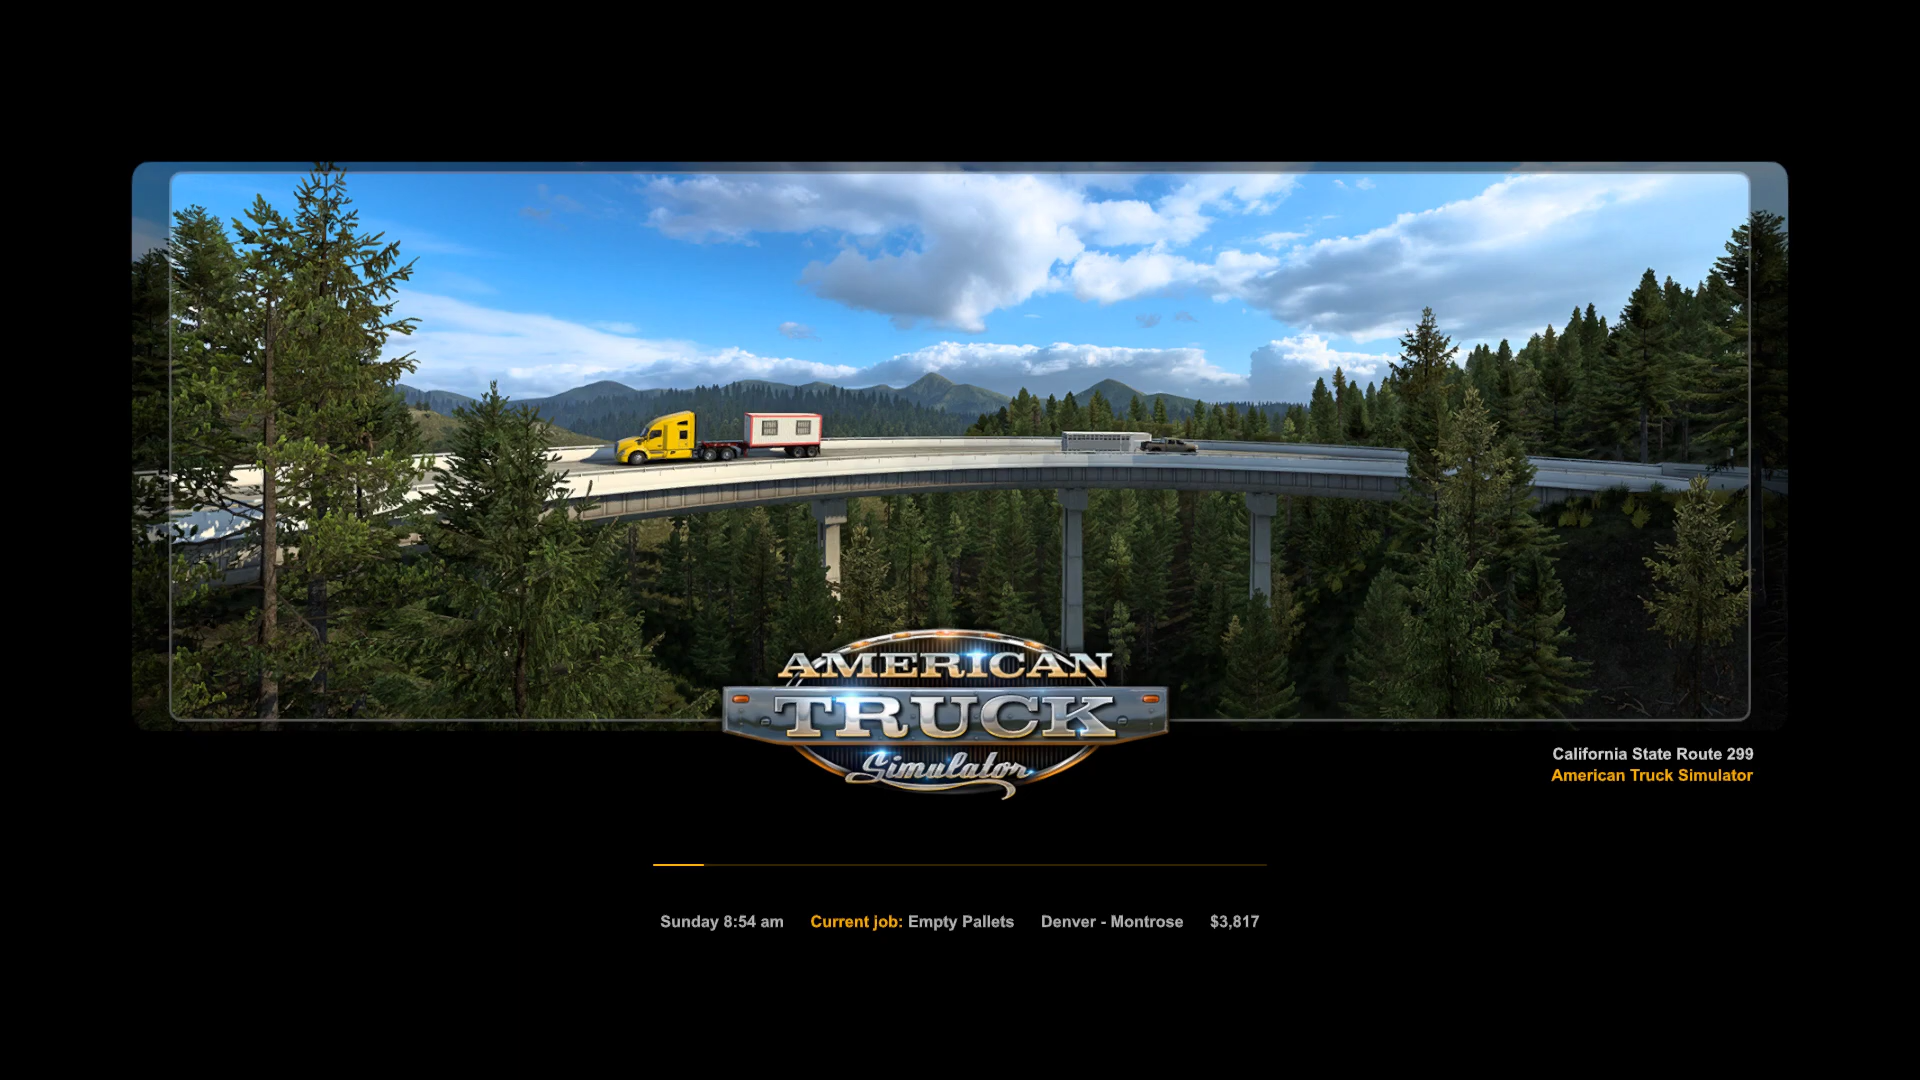 AMERICAN
TRUCK
Simulator
California State Route 299
American Truck Simulator
Sunday 8:54 am Current job: Empty Pallets Denver - Montrose $3,817